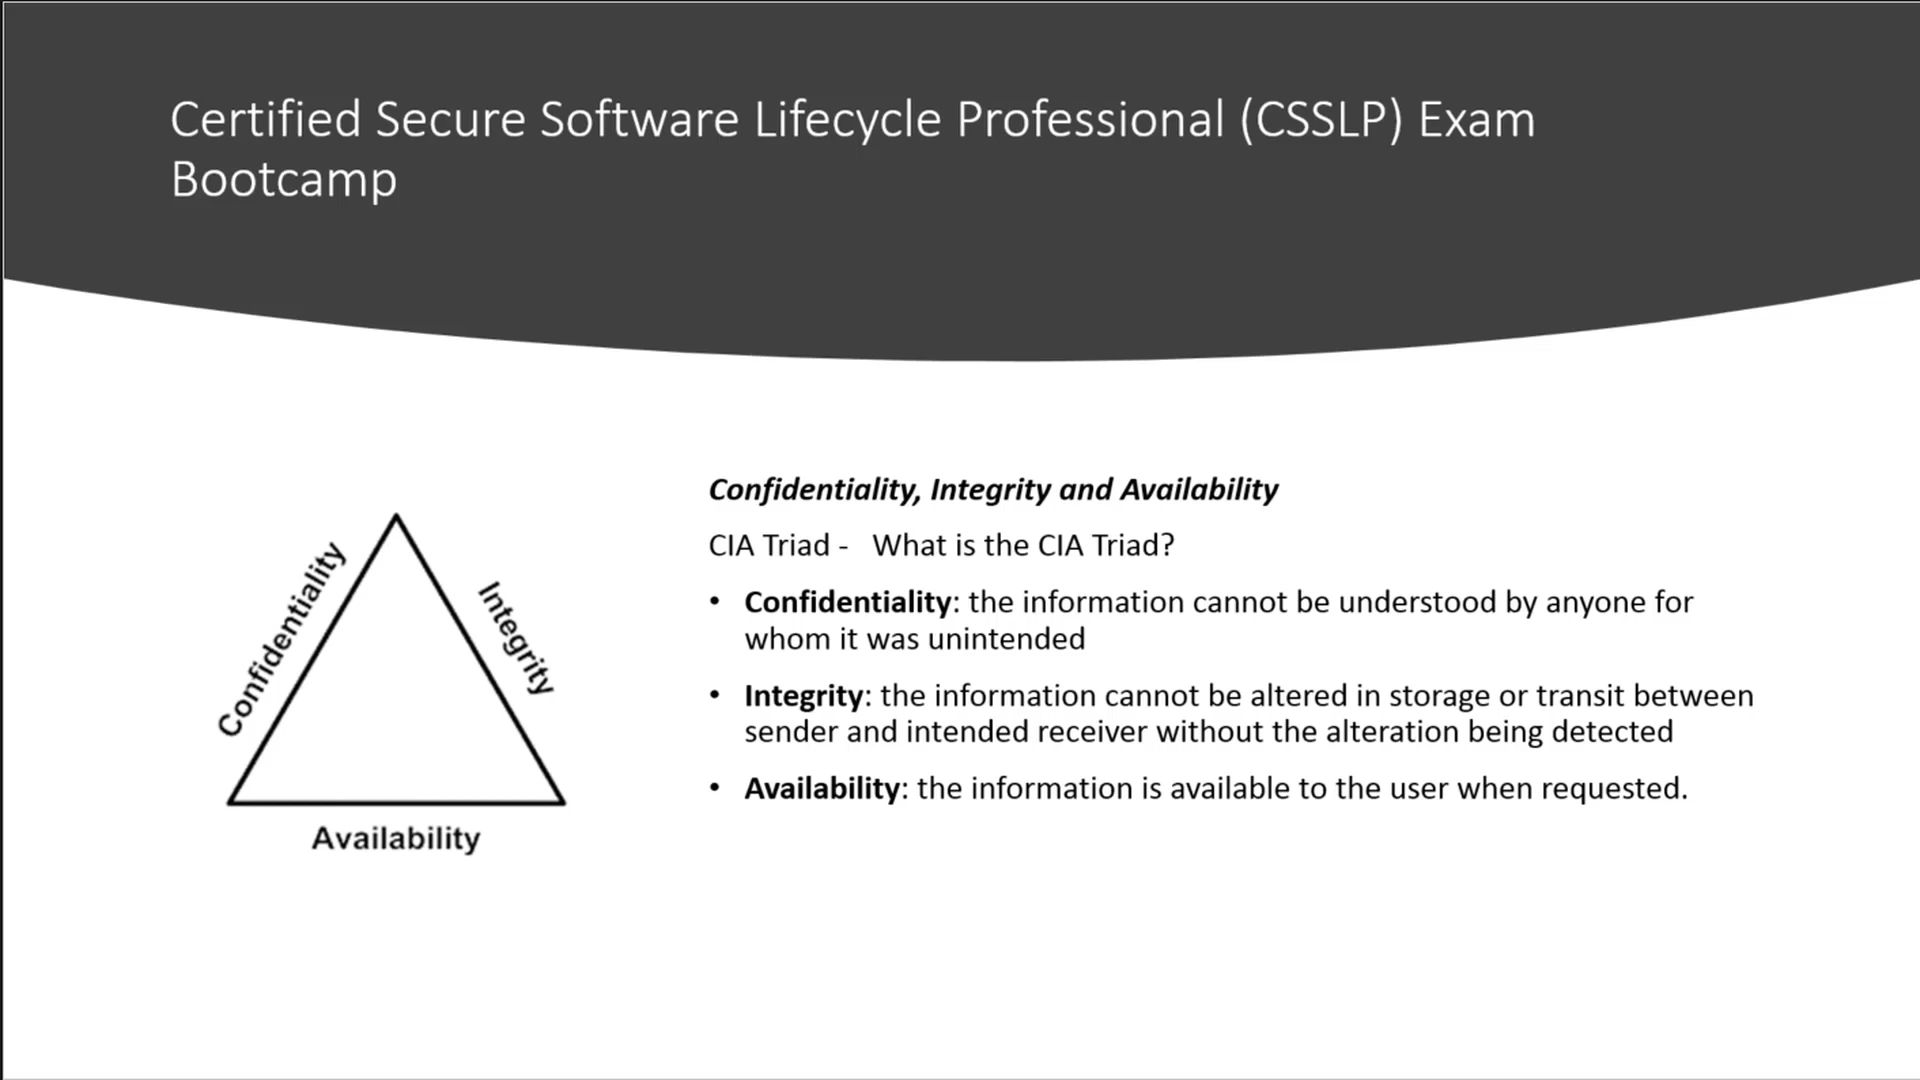 Certified Secure Software Lifecycle Professional (CSSLP) Exam
Bootcamp
Confidentiality
Integrity
Availability
Confidentiality, Integrity and Availability
CIA Triad -   What is the CIA Triad?
• Confidentiality: the information cannot be understood by anyone for
whom it was unintended
• Integrity: the information cannot be altered in storage or transit between
sender and intended receiver without the alteration being detected
• Availability: the information is available to the user when requested.